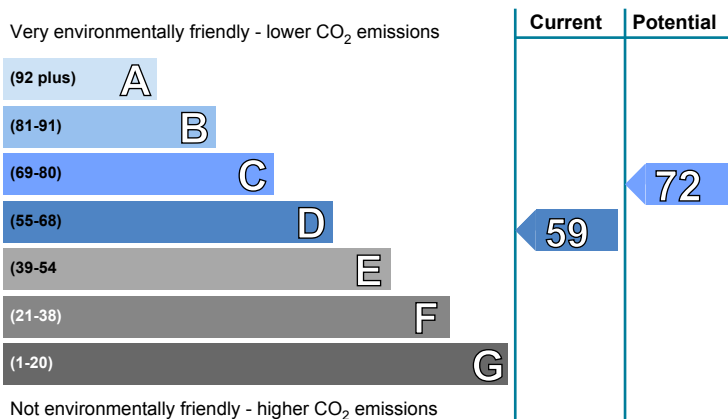 Current Potential
Very environmentally friendly - lower CO2 emissions
(92 plus) A
(81-91) B
(69-80) C
72
(55-68) D
59
(39-54 E
(21-38) F
(1-20) G
Not environmentally friendly - higher CO2 emissions